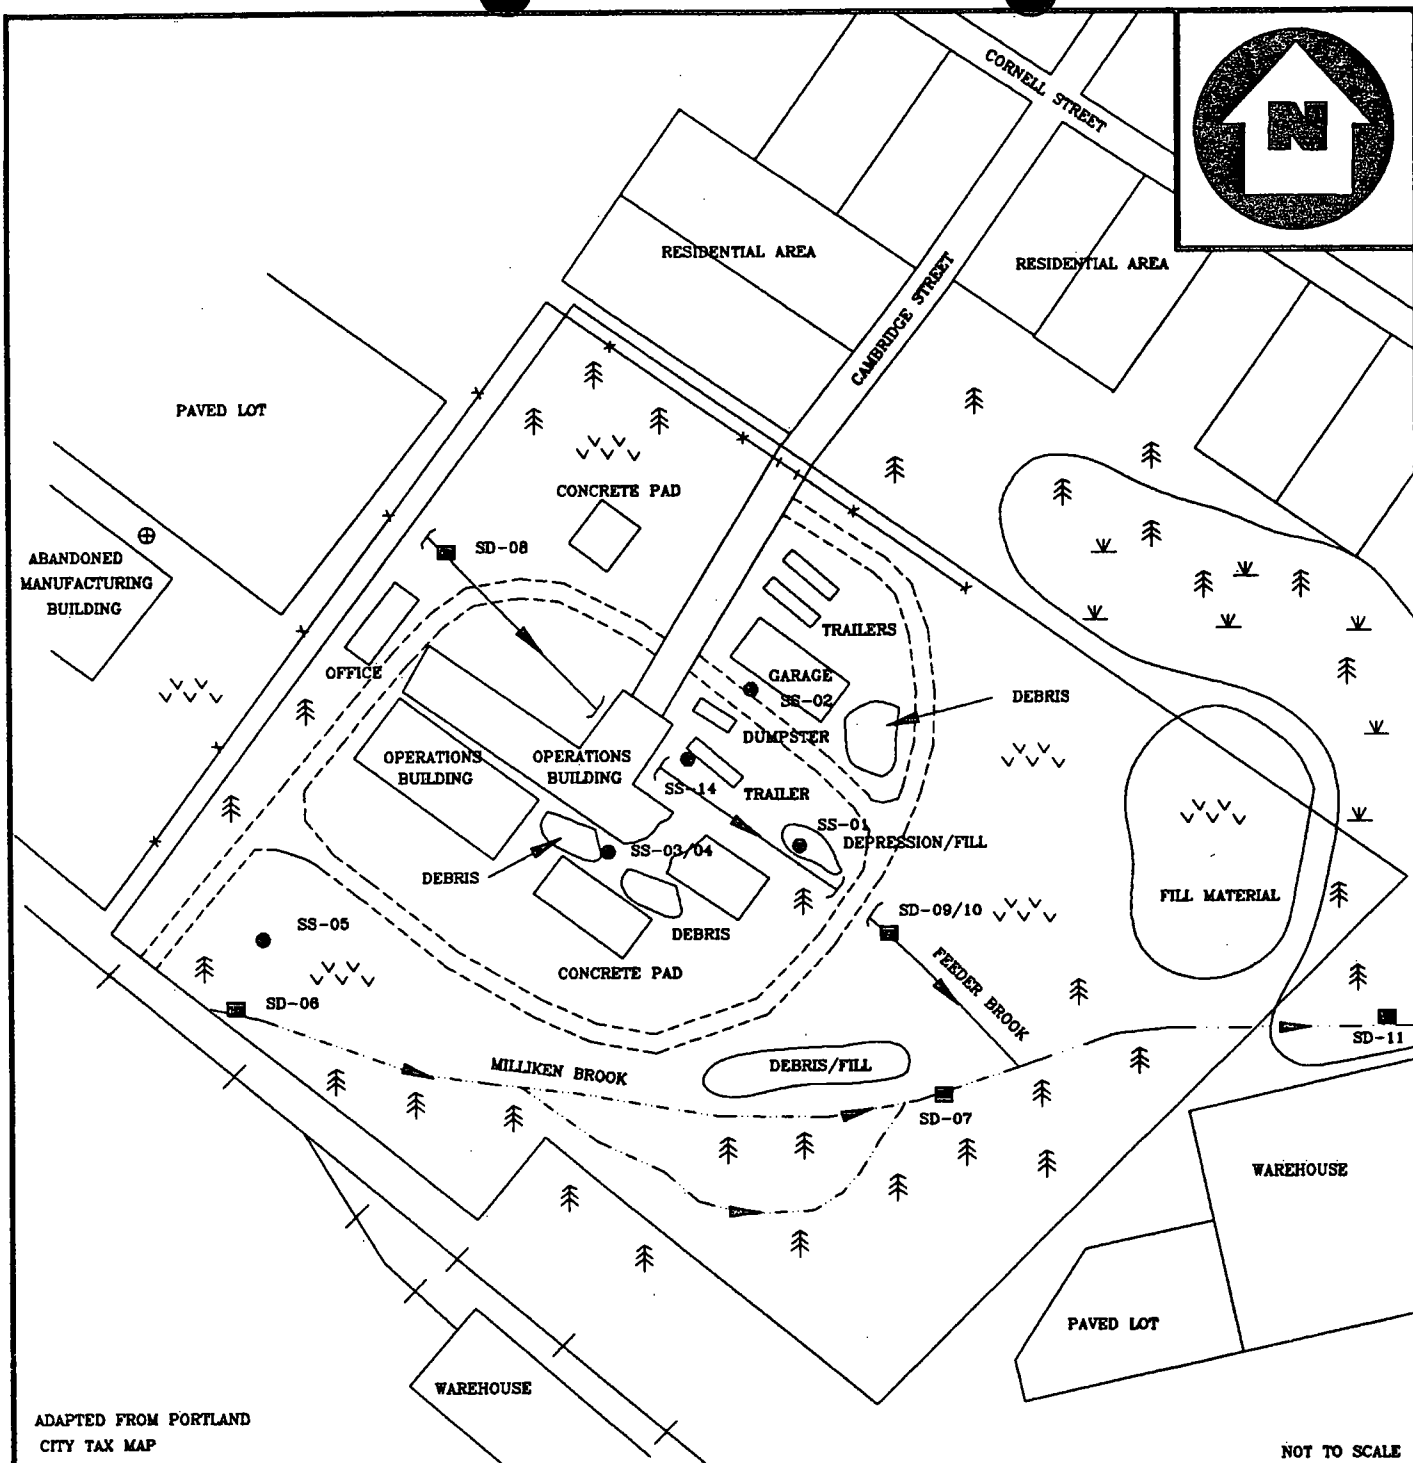 CORNELL STREET
N
RESIDENTIAL AREA
RESIDENTIAL AREA
CAMBRIDGE STREET
PAVED LOT
CONCRETE PAD
SD-08
ABANDONED
MANUFACTURING
BUILDING
TRAILERS
OFFICE
GARAGE
SS-02
DEBRIS
DUMPSTER
OPERATIONS
BUILDING
OPERATIONS
BUILDING
SS-14
TRAILER
SS-01
DEPRESSION/FILL
SS-03/04
DEBRIS
FILL MATERIAL
SD-09/10
SS-05
DEBRIS
CONCRETE PAD
FEEDER BROOK
SD-06
SD-11
MILLIKEN BROOK
DEBRIS/FILL
SD-07
WAREHOUSE
PAVED LOT
WAREHOUSE
ADAPTED FROM PORTLAND
CITY TAX MAP
NOT TO SCALE